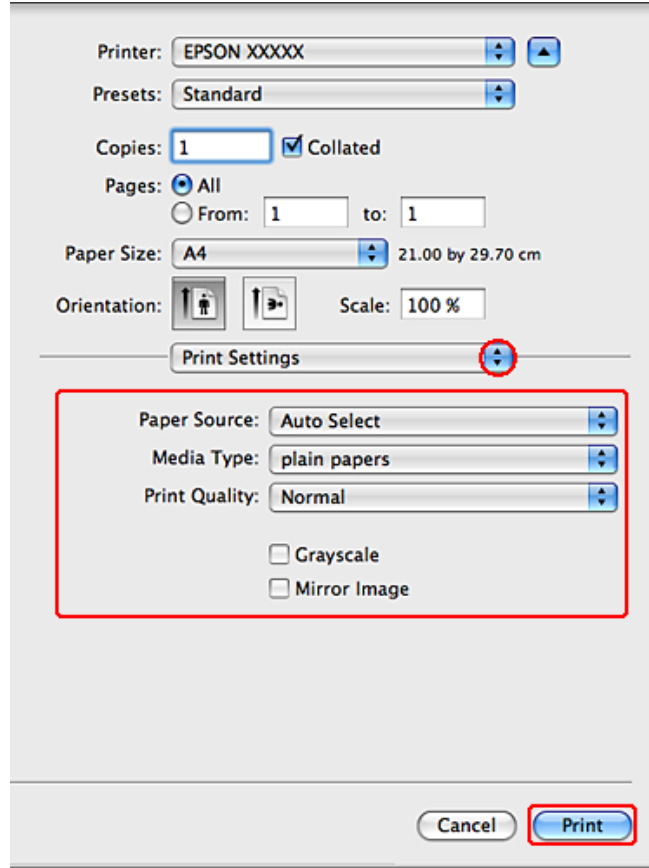 Printer: EPSON XXXXX
Presets: Standard
Copies: 1 Collated
Pages: All
From: 1 to: 1
Paper Size: A4 21.00 by 29.70 cm
Orientation: Scale: 100 %
Print Settings
Paper Source: Auto Select
Media Type: plain papers
Print Quality: Normal
Grayscale
Mirror Image
Cancel Print